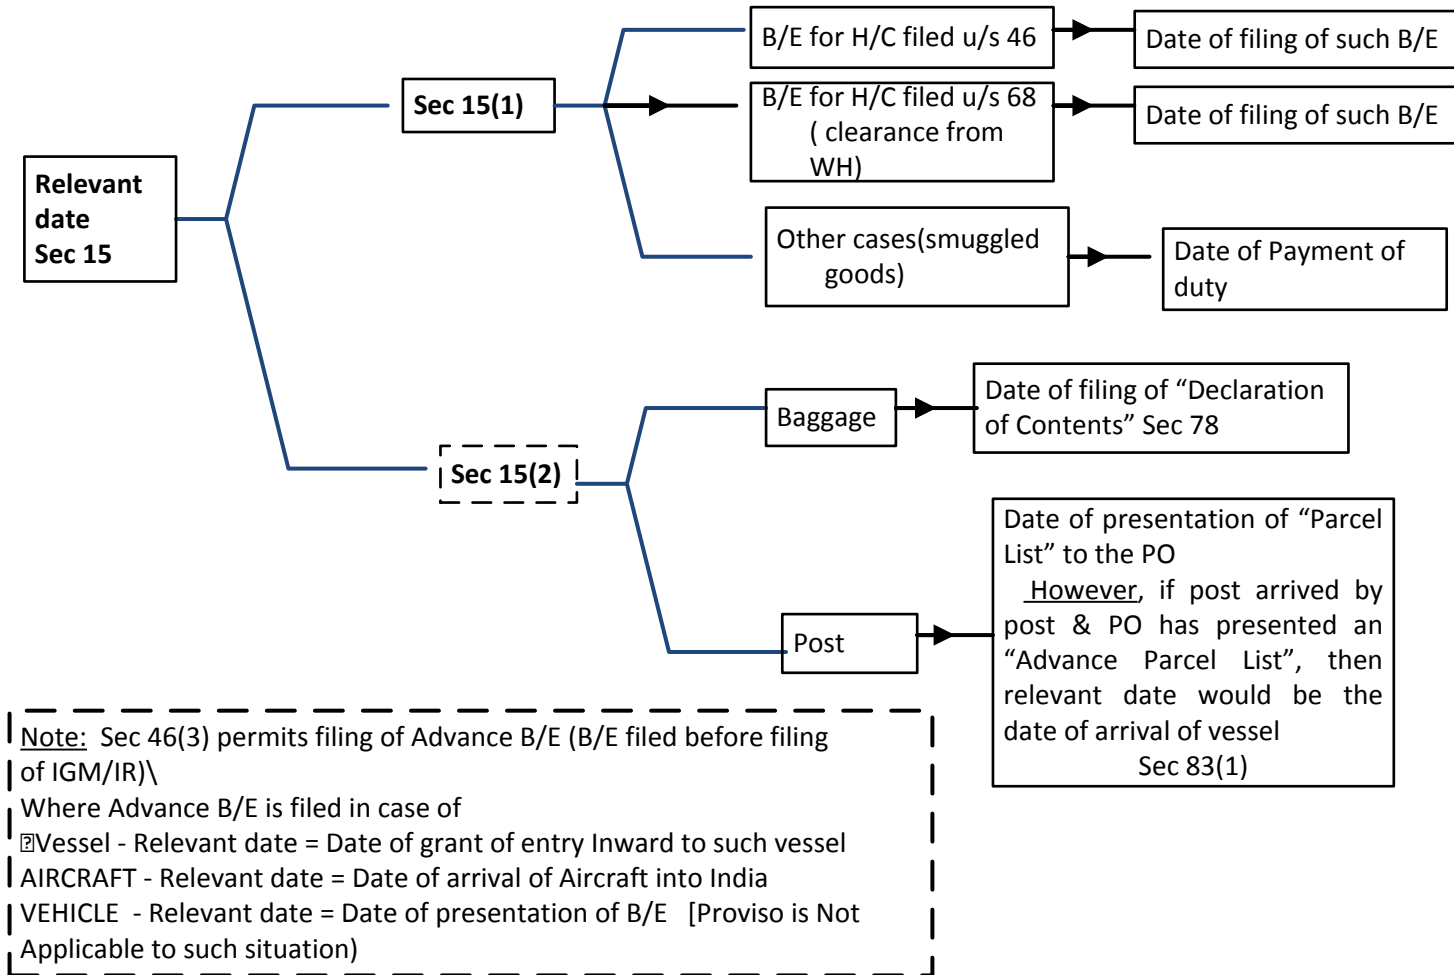 Relevant
date
Sec 15
Sec 15(1)
B/E for H/C filed u/s 46
Date of filing of such B/E
B/E for H/C filed u/s 68
( clearance from
WH)
Date of filing of such B/E
Other cases(smuggled
goods)
Date of Payment of
duty
Sec 15(2)
Baggage
Date of filing of “Declaration
of Contents” Sec 78
Post
Date of presentation of “Parcel
List” to the PO
However, if post arrived by
post & PO has presented an
“Advance Parcel List”, then
relevant date would be the
date of arrival of vessel
Sec 83(1)
Note: Sec 46(3) permits filing of Advance B/E (B/E filed before filing
of IGM/IR)\
Where Advance B/E is filed in case of
⍰Vessel - Relevant date = Date of grant of entry Inward to such vessel
AIRCRAFT - Relevant date = Date of arrival of Aircraft into India
VEHICLE - Relevant date = Date of presentation of B/E [Proviso is Not
Applicable to such situation)